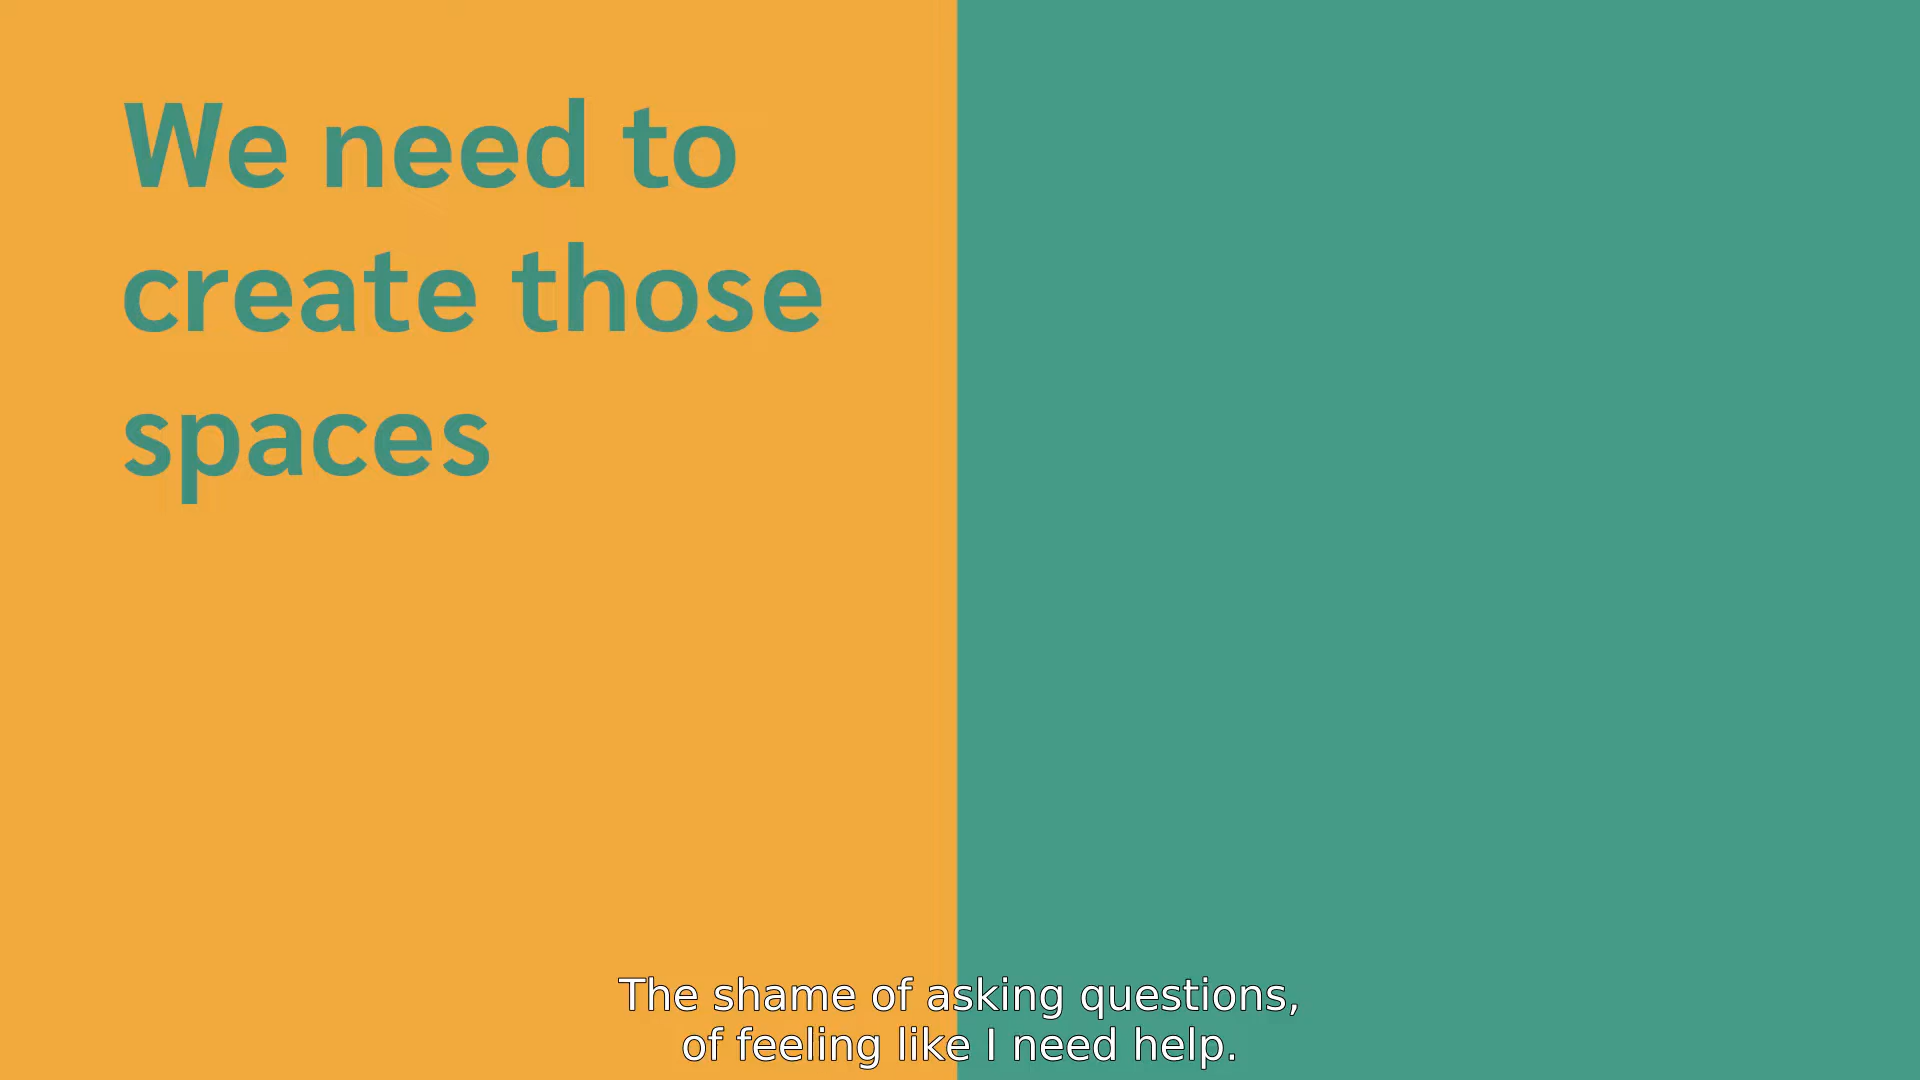 We need to
create those
spaces
The shame of asking questions,
of feeling like I need help.